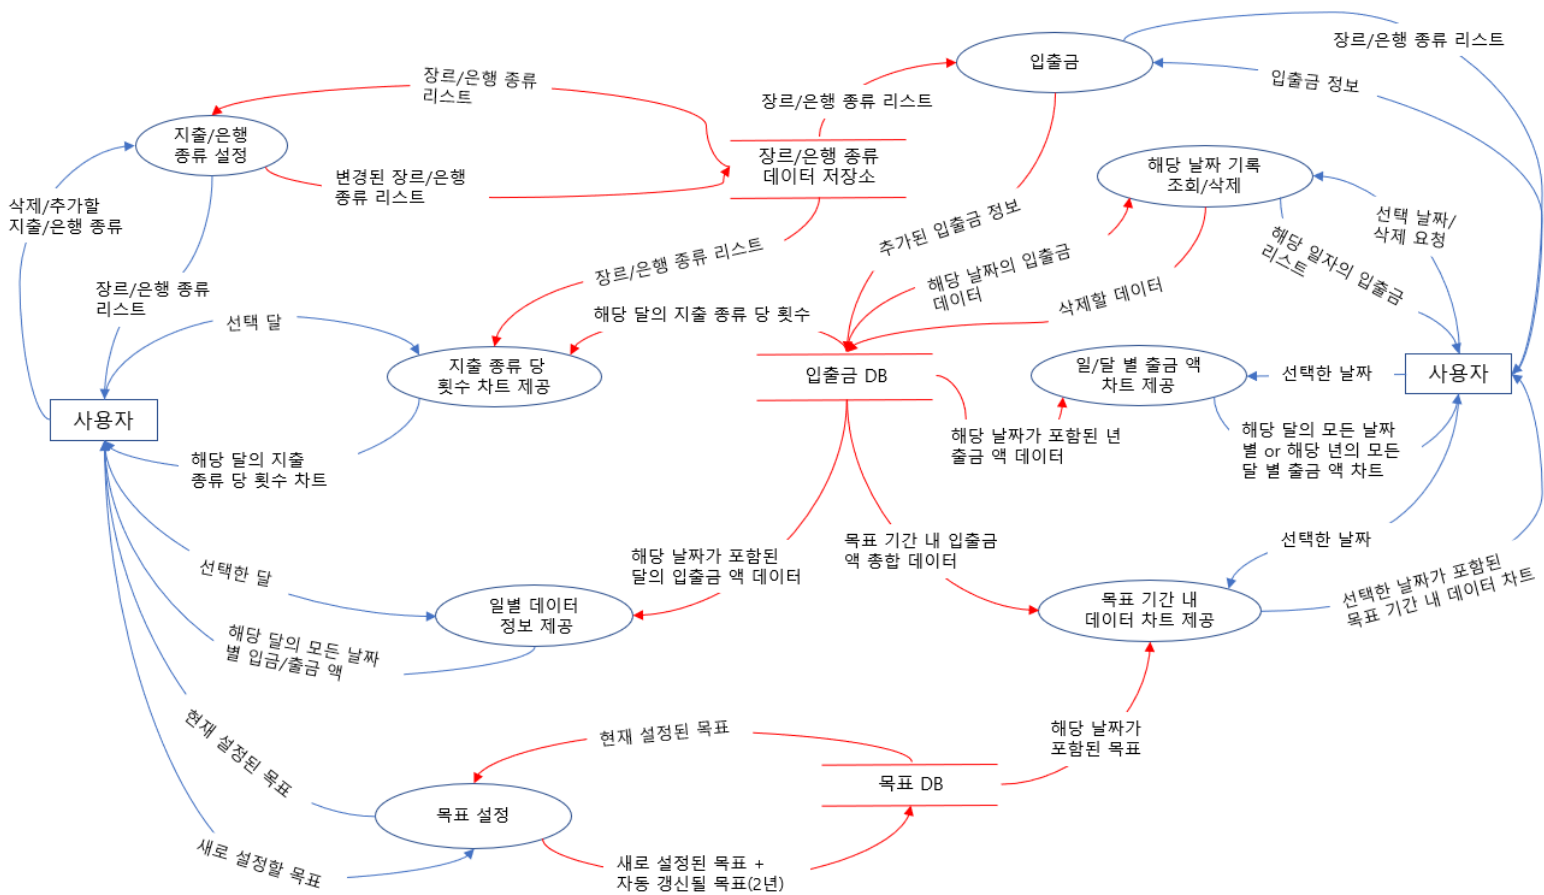 장르/은행 종류 리스트
입출금
입출금 정보
장르/은행 종류
리스트
장르/은행 종류 리스트
지출/은행
종류 설정
장르/은행 종류
데이터 저장소
해당 날짜 기록
조회/삭제
변경된 장르/은행
종류 리스트
삭제/추가할
지출/은행 종류
추가된 입출금 정보
선택 날짜/
삭제 요청
해당 일자의 입출금
리스트
장르/은행 종류 리스트
해당 날짜의 입출금
데이터
삭제할 데이터
장르/은행 종류
리스트
선택 달
해당 달의 지출 종류 당 횟수
지출 종류 당
횟수 차트 제공
입출금 DB
일/달 별 출금 액
차트 제공
선택한 날짜
사용자
사용자
해당 달의 지출
종류 당 횟수 차트
해당 날짜가 포함된 년
출금 액 데이터
해당 달의 모든 날짜
별 or 해당 년의 모든
달 별 출금 액 차트
선택한 달
해당 날짜가 포함된
달의 입출금 액 데이터
목표 기간 내 입출금
액 종합 데이터
선택한 날짜
선택한 날짜가 포함된
목표 기간 내 데이터 차트
일별 데이터
정보 제공
목표 기간 내
데이터 차트 제공
해당 달의 모든 날짜
별 입금/출금 액
현재 설정된 목표
현재 설정된 목표
해당 날짜가
포함된 목표
목표 DB
목표 설정
새로 설정할 목표
새로 설정된 목표 +
자동 갱신될 목표(2년)